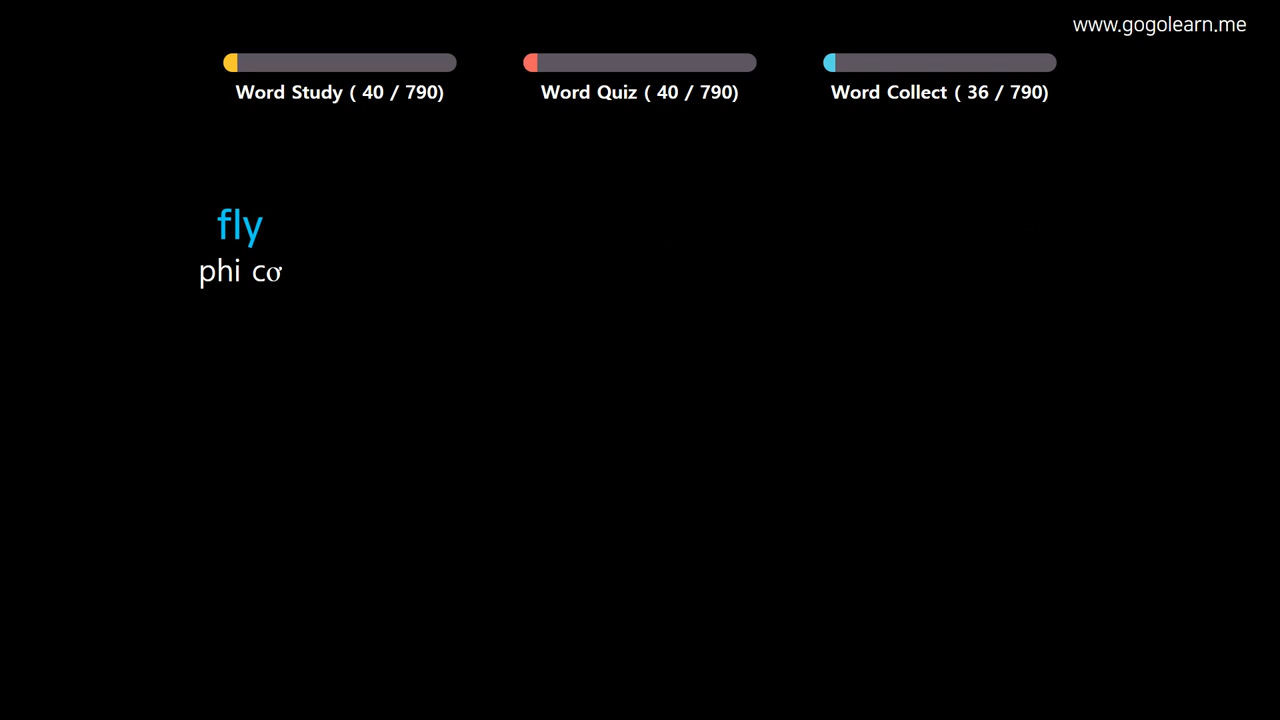 www.gogolearn.me
Word Study ( 40 / 790)
Word Quiz ( 40 / 790)
Word Collect ( 36 / 790)
fly
phi cơ